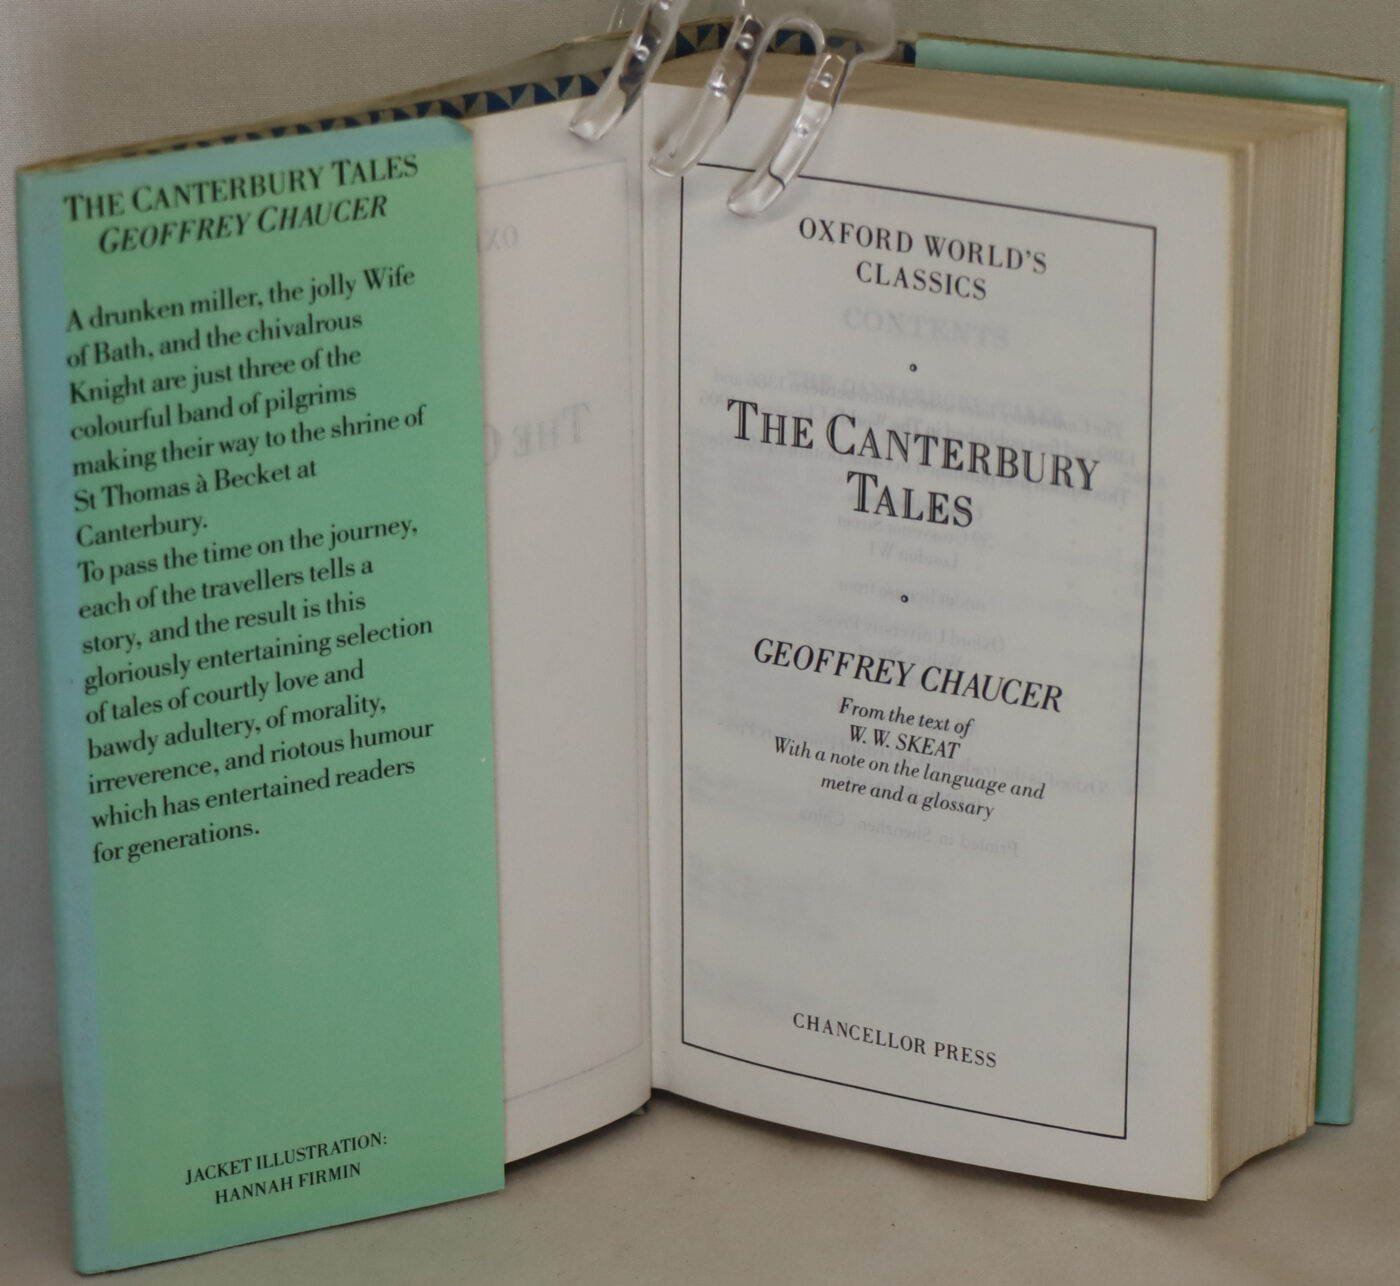 THE CANTERBURY TALES
GEOFFREY CHAUCER
A drunken miller, the jolly Wife
of Bath, and the chivalrous
Knight are just three of the
colourful band of pilgrims
making their way to the shrine of
St Thomas à Becket at
Canterbury.
To pass the time on the journey,
each of the travellers tells a
story, and the result is this
gloriously entertaining selection
of tales of courtly love and
bawdy adultery, of morality,
irreverence, and riotous humour
which has entertained readers
for generations.
JACKET ILLUSTRATION:
HANNAH FIRMIN
OXFORD WORLD'S
CLASSICS
THE CANTERBURY
TALES
GEOFFREY CHAUCER
From the text of
W. W. SKEAT
With a note on the language and
metre and a glossary
CHANCELLOR PRESS